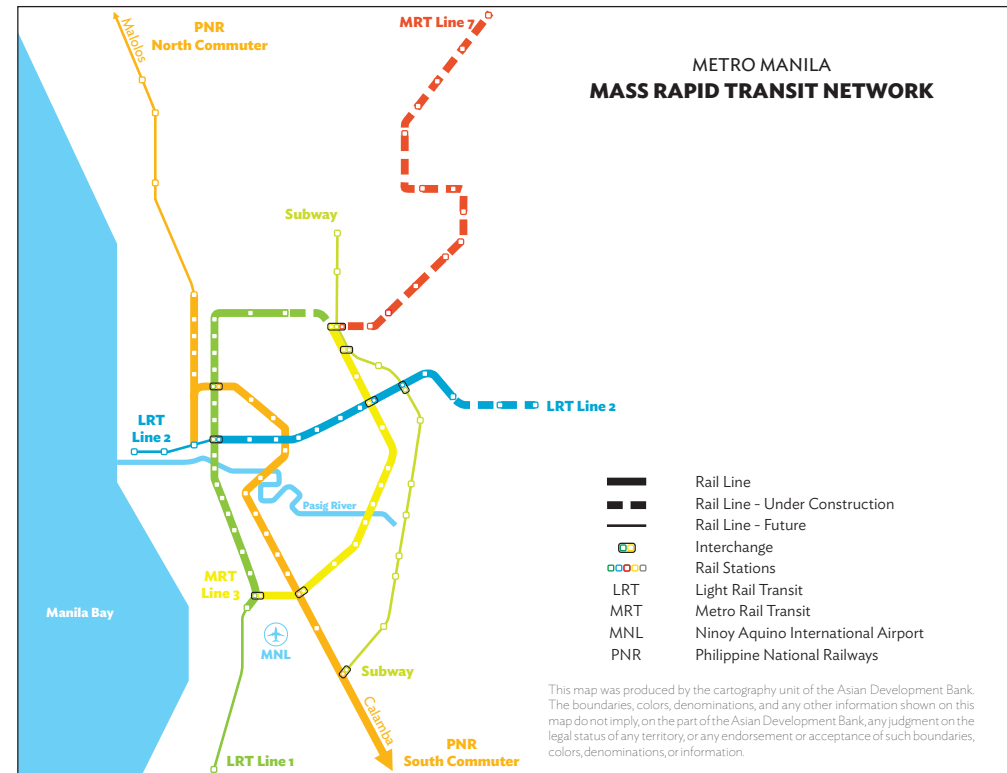 METRO MANILA
MASS RAPID TRANSIT NETWORK
MRT Line 7
PNR
North Commuter
Malolos
Subway
LRT Line 2
LRT
Line 2
Pasig River
MRT
Line 3
Manila Bay
MNL
Subway
Calamba
PNR
South Commuter
LRT Line 1
Rail Line
Rail Line - Under Construction
Rail Line - Future
Interchange
Rail Stations
LRT Light Rail Transit
MRT Metro Rail Transit
MNL Ninoy Aquino International Airport
PNR Philippine National Railways
This map was produced by the cartography unit of the Asian Development Bank.
The boundaries, colors, denominations, and any other information shown on this
map do not imply, on the part of the Asian Development Bank, any judgment on the
legal status of any territory, or any endorsement or acceptance of such boundaries,
colors, denominations, or information.